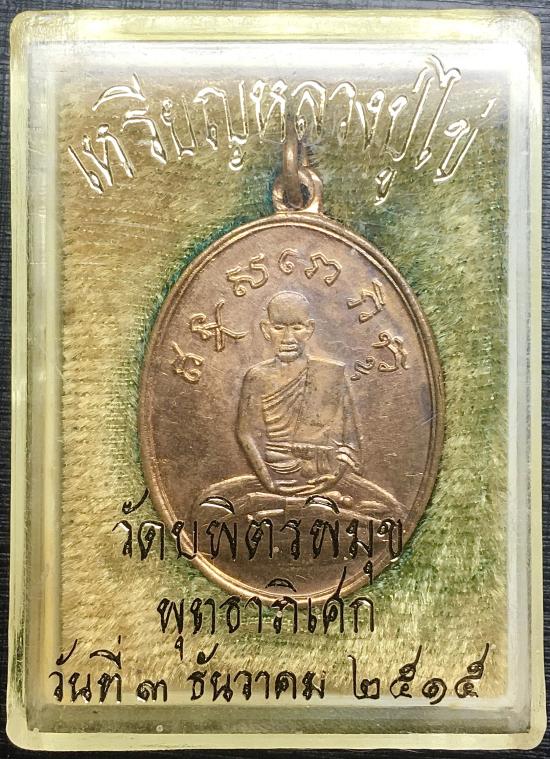 เหรียญหลวงปู่ไข่
วัดบพิตรพิมุข
พุทธาภิเศก
วันที่ ๓ ธันวาคม ๒๕๑๕